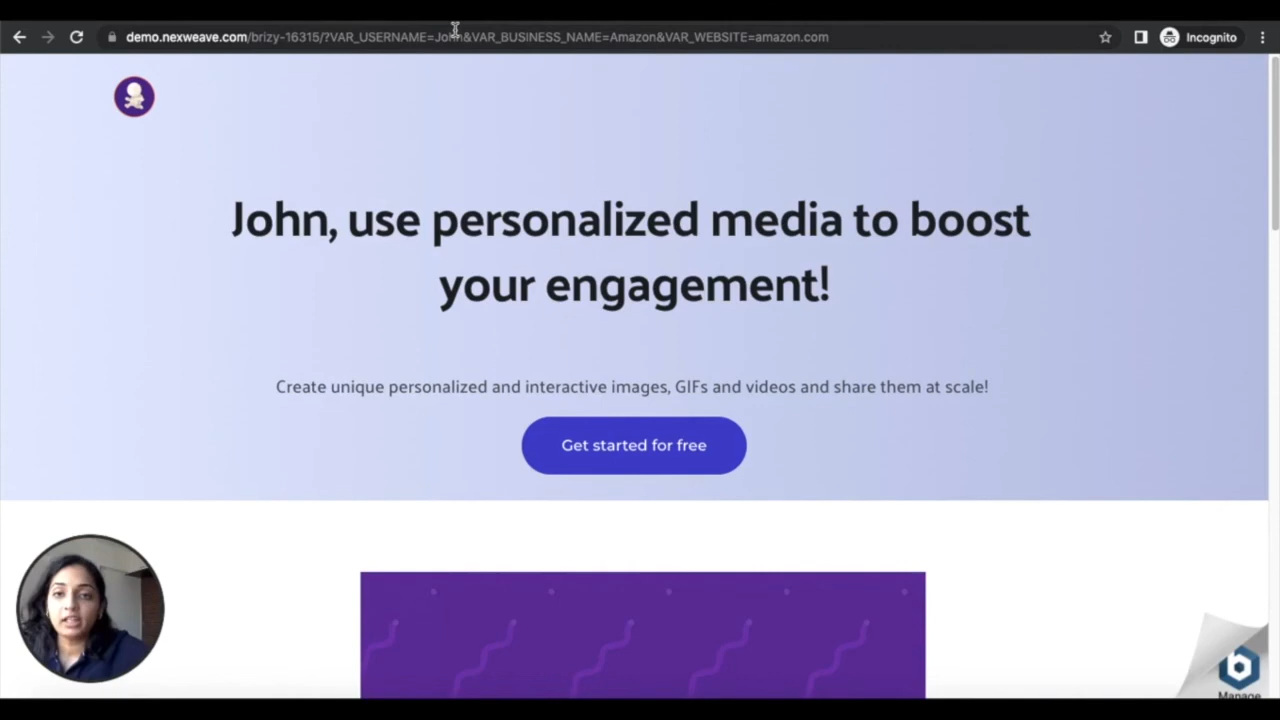 demo.nexweave.com/brizy-16315/?VAR_USERNAME=John&VAR_BUSINESS_NAME=Amazon&VAR_WEBSITE=amazon.com
Incognito
John, use personalized media to boost
your engagement!
Create unique personalized and interactive images, GIFs and videos and share them at scale!
Get started for free
Manage